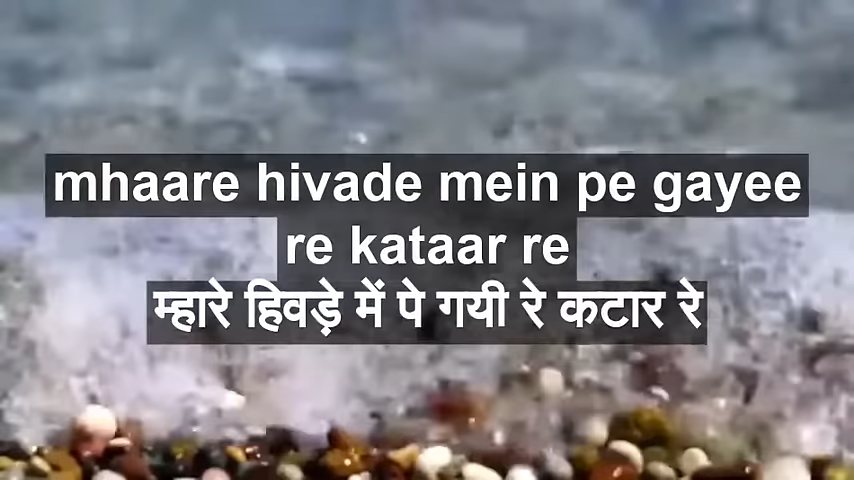 mhaare hivade mein pe gayee
re kataar re
म्हारे हिवड़े में पे गयी रे कटार रे